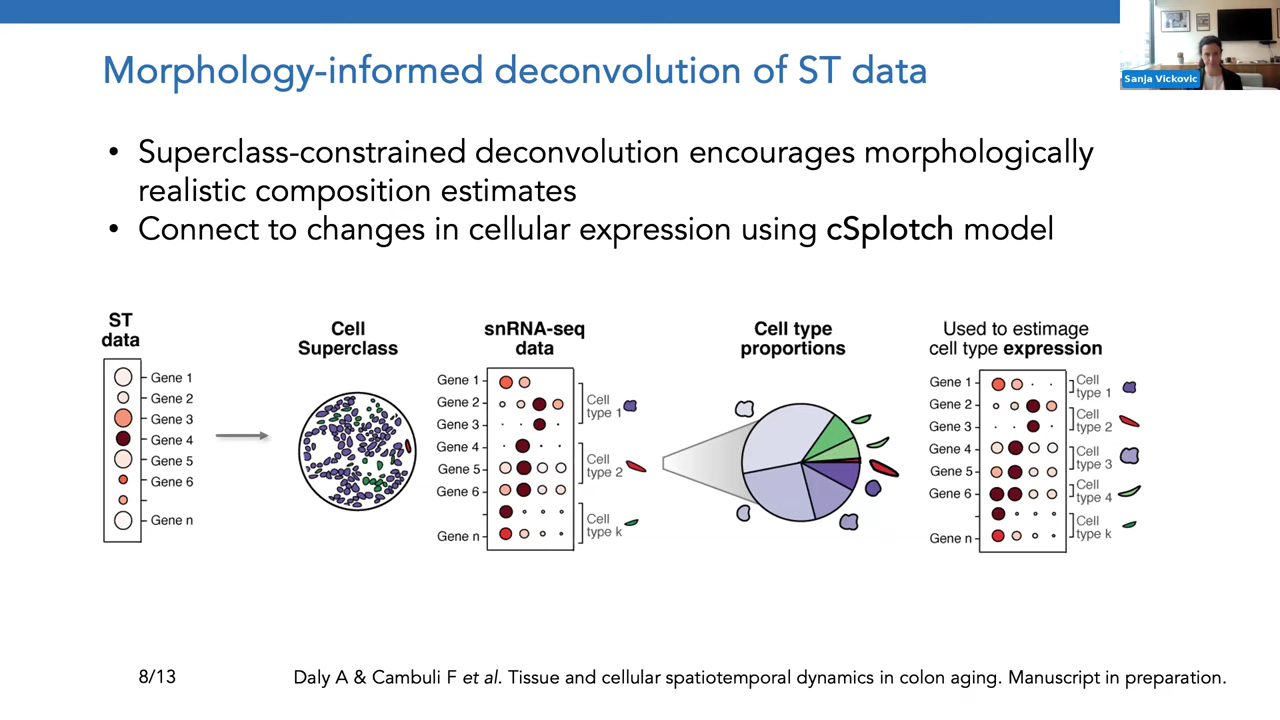 Sanja Vickovic
Morphology-informed deconvolution of ST data
• Superclass-constrained deconvolution encourages morphologically
realistic composition estimates
• Connect to changes in cellular expression using cSplotch model
ST
data
Gene 1
Gene 2
Gene 3
Gene 4
Gene 5
Gene 6
Gene n
Cell
Superclass
snRNA-seq
data
Gene 1
Gene 2
Gene 3
Gene 4
Gene 5
Gene 6
Gene n
Cell
type 1
Cell
type 2
Cell
type k
Cell type
proportions
Used to estimage
cell type expression
Gene 1
Gene 2
Gene 3
Gene 4
Gene 5
Gene 6
Gene n
Cell
type 1
Cell
type 2
Cell
type 3
Cell
type 4
Cell
type k
8/13
Daly A & Cambuli F et al. Tissue and cellular spatiotemporal dynamics in colon aging. Manuscript in preparation.